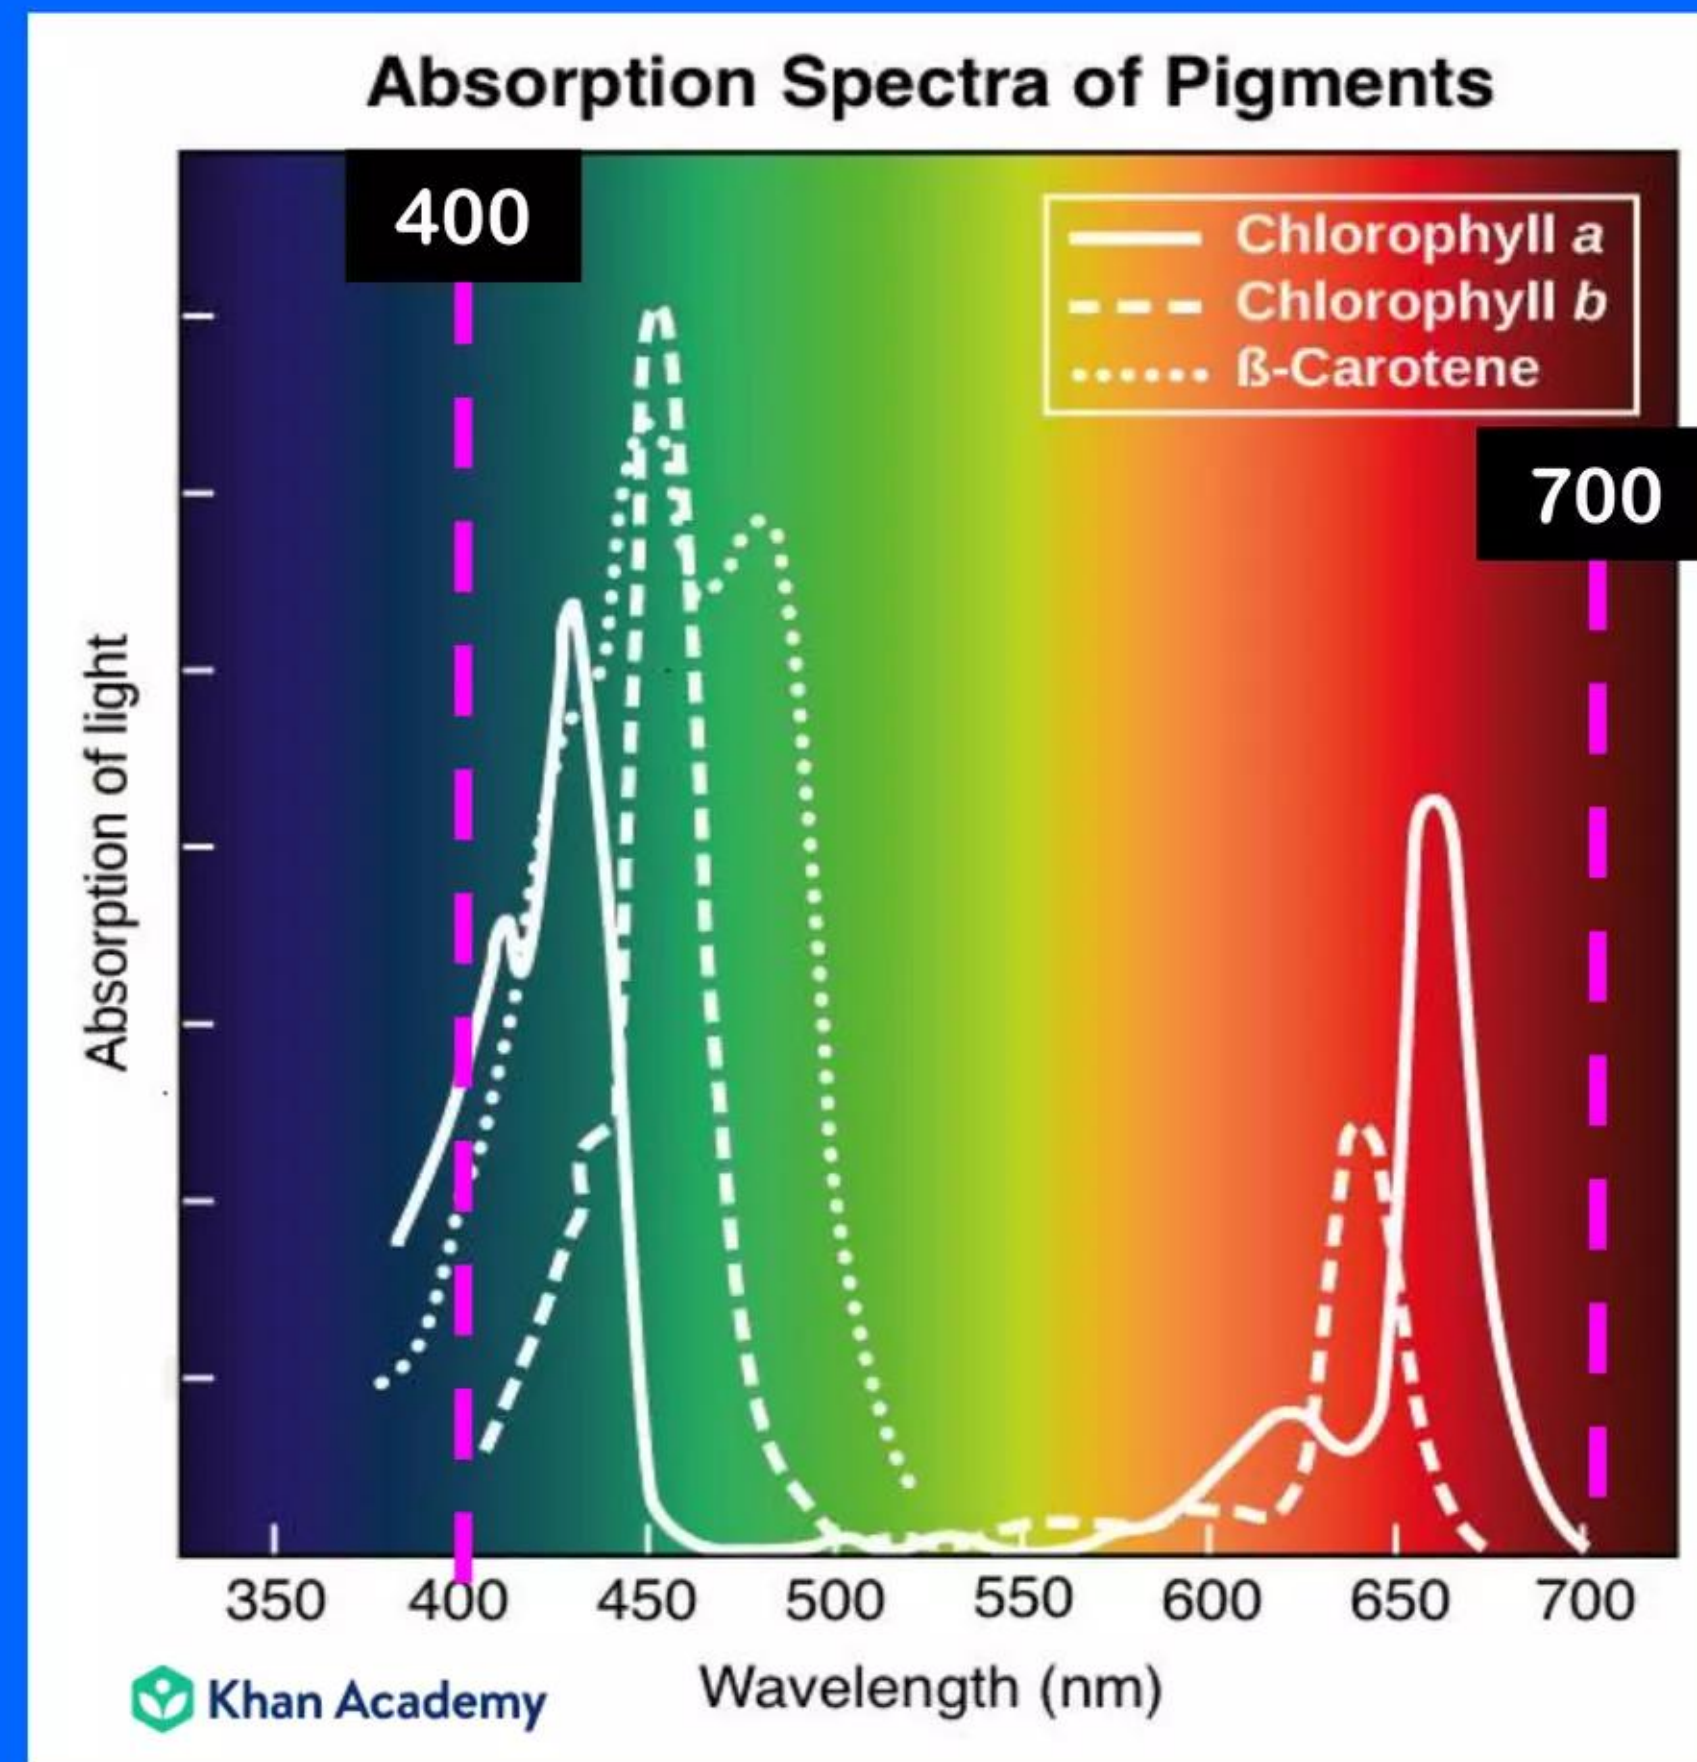 Absorption Spectra of Pigments
400
Chlorophyll a
Chlorophyll b
ß-Carotene
700
Absorption of light
350 400 450 500 550 600 650 700
Wavelength (nm)
Khan Academy